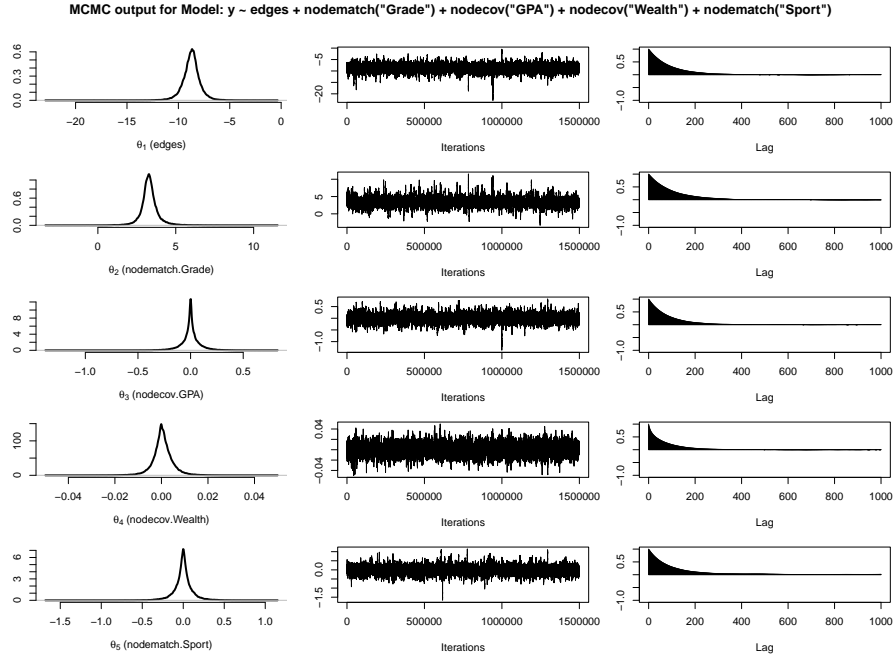 MCMC output for Model: y ~ edges + nodematch("Grade") + nodecov("GPA") + nodecov("Wealth") + nodematch("Sport")
0.0 0.3 0.6
−20 −15 −10 −5 0
θ1 (edges)
−20 −5
0 500000 1000000 1500000
Iterations
−1.0 0.5
0 200 400 600 800 1000
Lag
0.0 0.6
0 5 10
θ2 (nodematch.Grade)
0 5
0 500000 1000000 1500000
Iterations
−1.0 0.5
0 200 400 600 800 1000
Lag
0 4 8
−1.0 −0.5 0.0 0.5
θ3 (nodecov.GPA)
−1.0 0.5
0 500000 1000000 1500000
Iterations
−1.0 0.5
0 200 400 600 800 1000
Lag
0 100
−0.04 −0.02 0.00 0.02 0.04
θ4 (nodecov.Wealth)
−0.04 0.04
0 500000 1000000 1500000
Iterations
−1.0 0.5
0 200 400 600 800 1000
Lag
0 3 6
−1.5 −1.0 −0.5 0.0 0.5 1.0
θ5 (nodematch.Sport)
−1.5 0.0
0 500000 1000000 1500000
Iterations
−1.0 0.5
0 200 400 600 800 1000
Lag